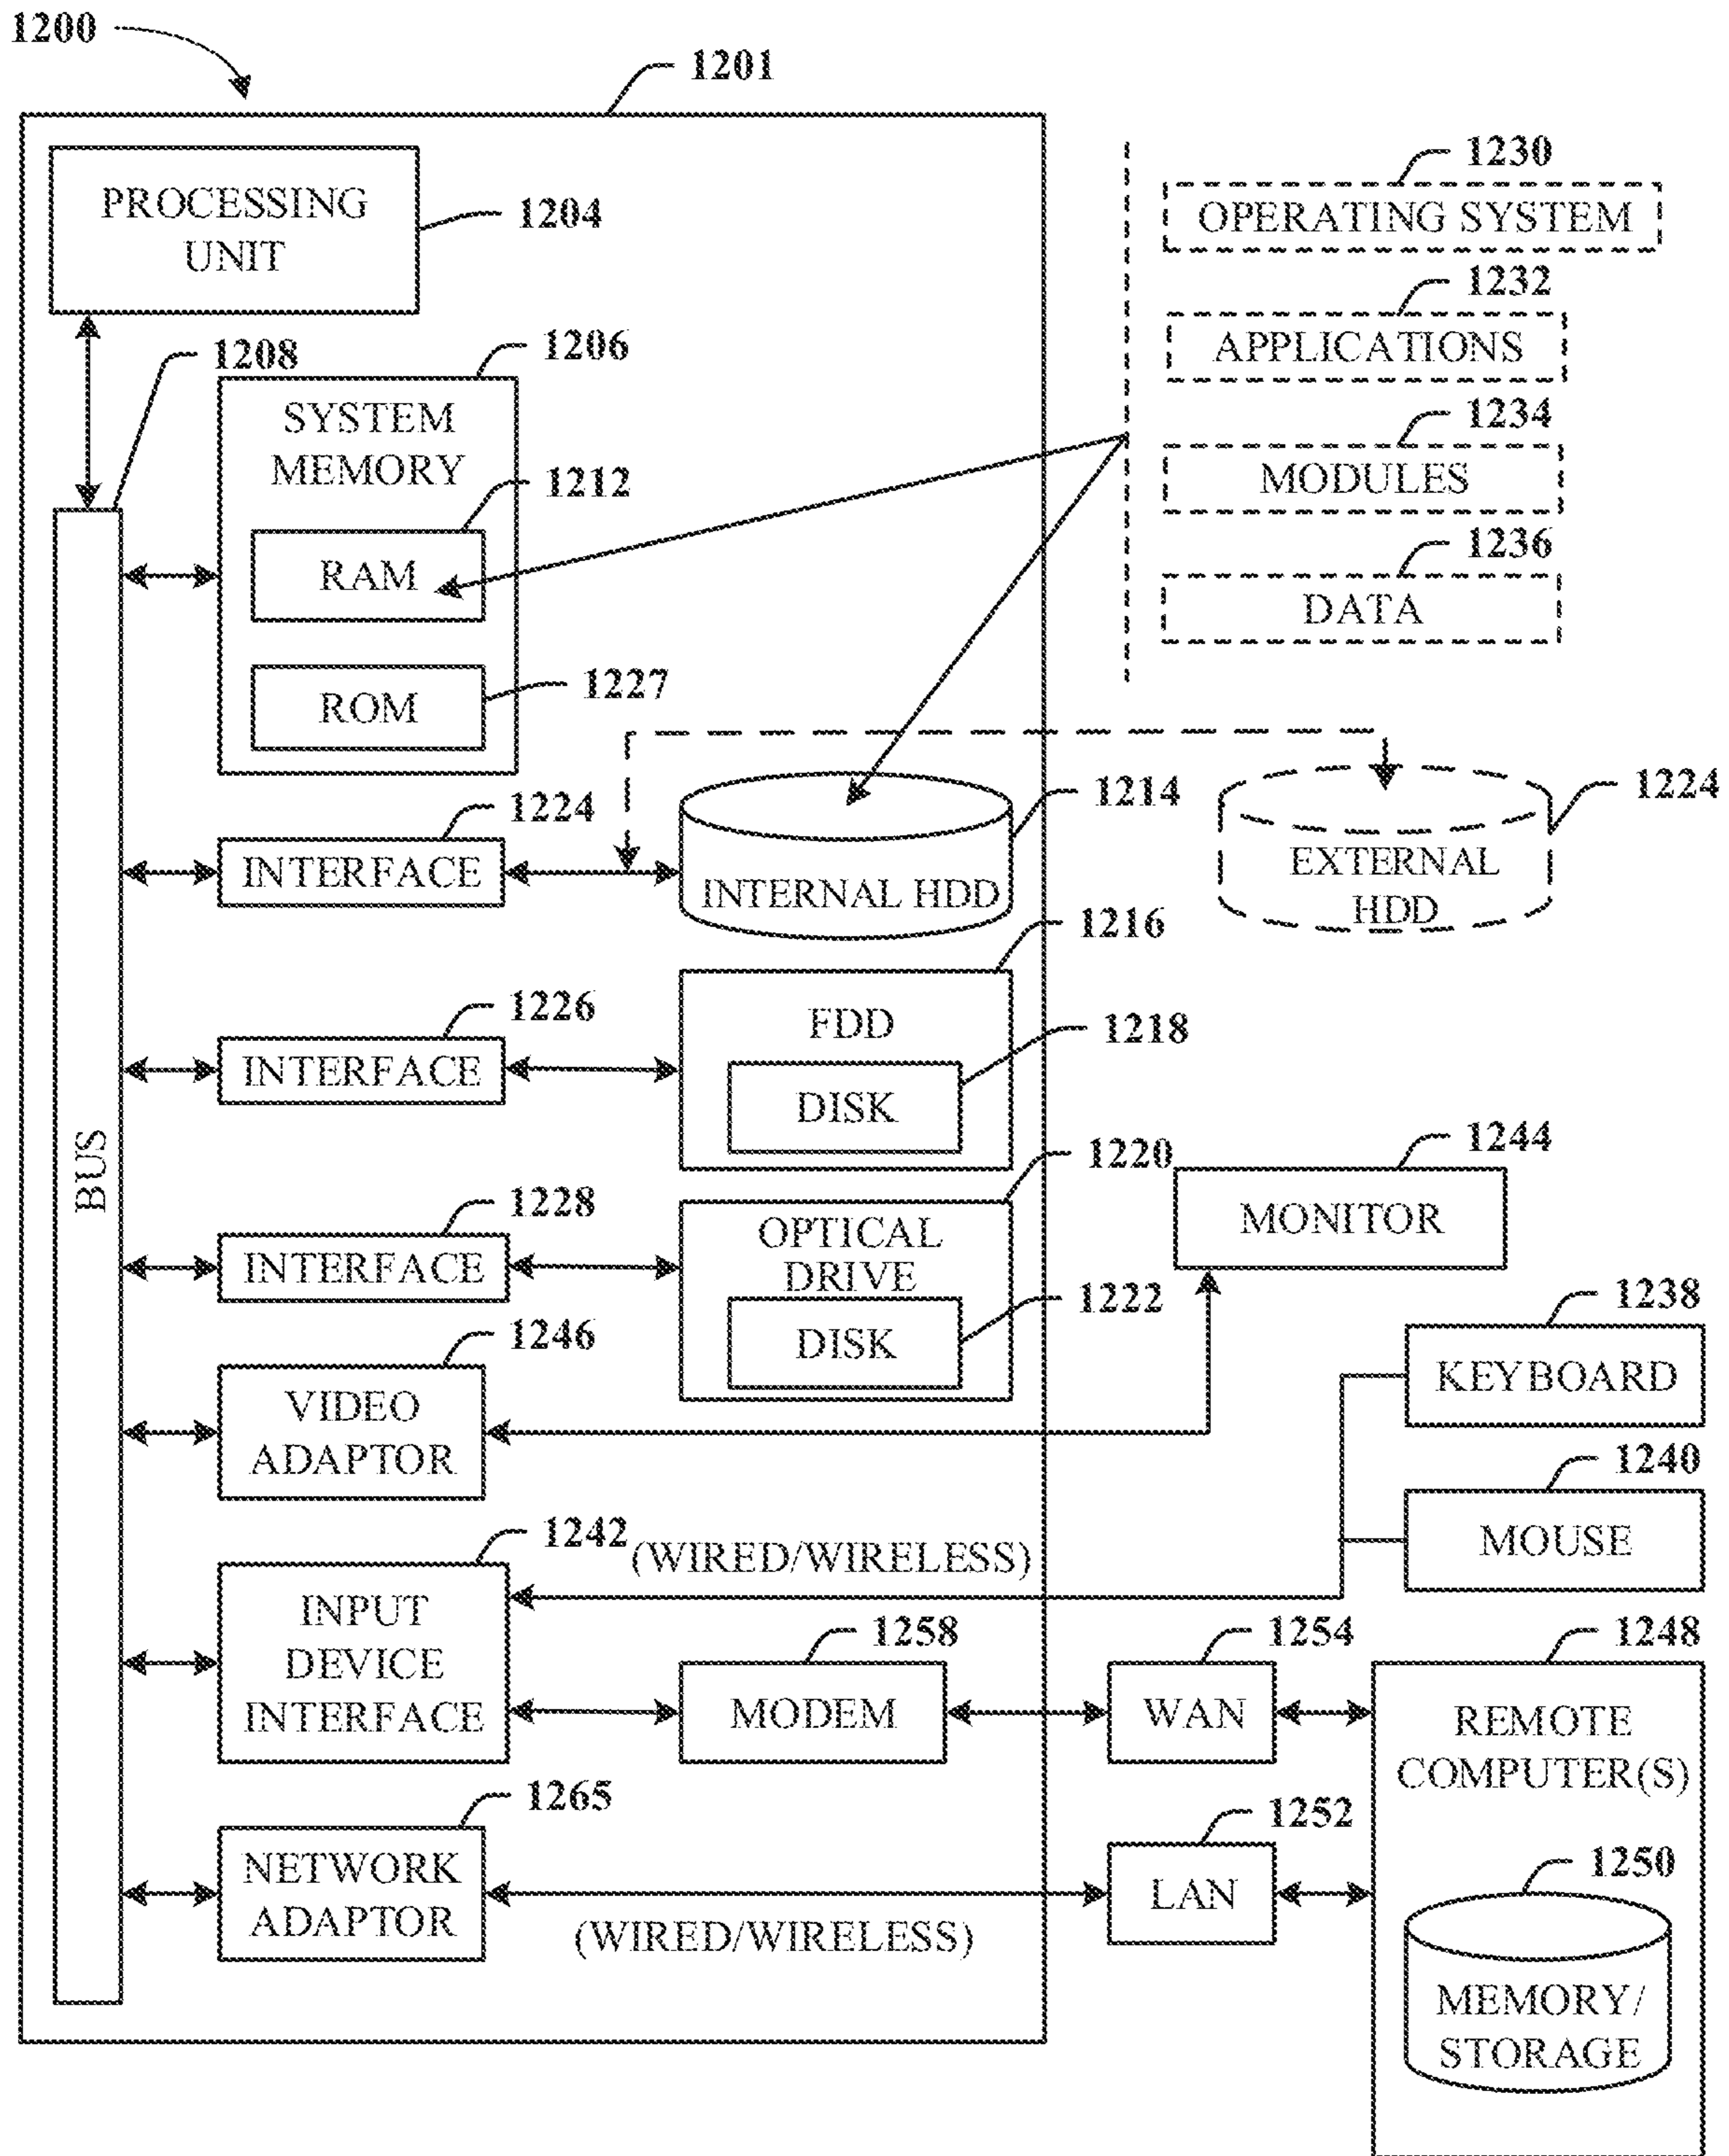 1200
1201
PROCESSING
UNIT
1204
1208
1206
SYSTEM
MEMORY
1212
RAM
ROM
1227
1230
OPERATING SYSTEM
1232
APPLICATIONS
1234
MODULES
1236
DATA
1224
INTERFACE
1214
INTERNAL HDD
1224
EXTERNAL
HDD
1226
INTERFACE
1216
FDD
1218
DISK
BUS
1228
INTERFACE
1220
OPTICAL
DRIVE
1222
DISK
1244
MONITOR
1246
VIDEO
ADAPTOR
1238
KEYBOARD
1240
MOUSE
1242
(WIRED/WIRELESS)
INPUT
DEVICE
INTERFACE
1258
MODEM
1254
WAN
1248
REMOTE
COMPUTER(S)
1265
NETWORK
ADAPTOR
(WIRED/WIRELESS)
1252
LAN
1250
MEMORY/
STORAGE